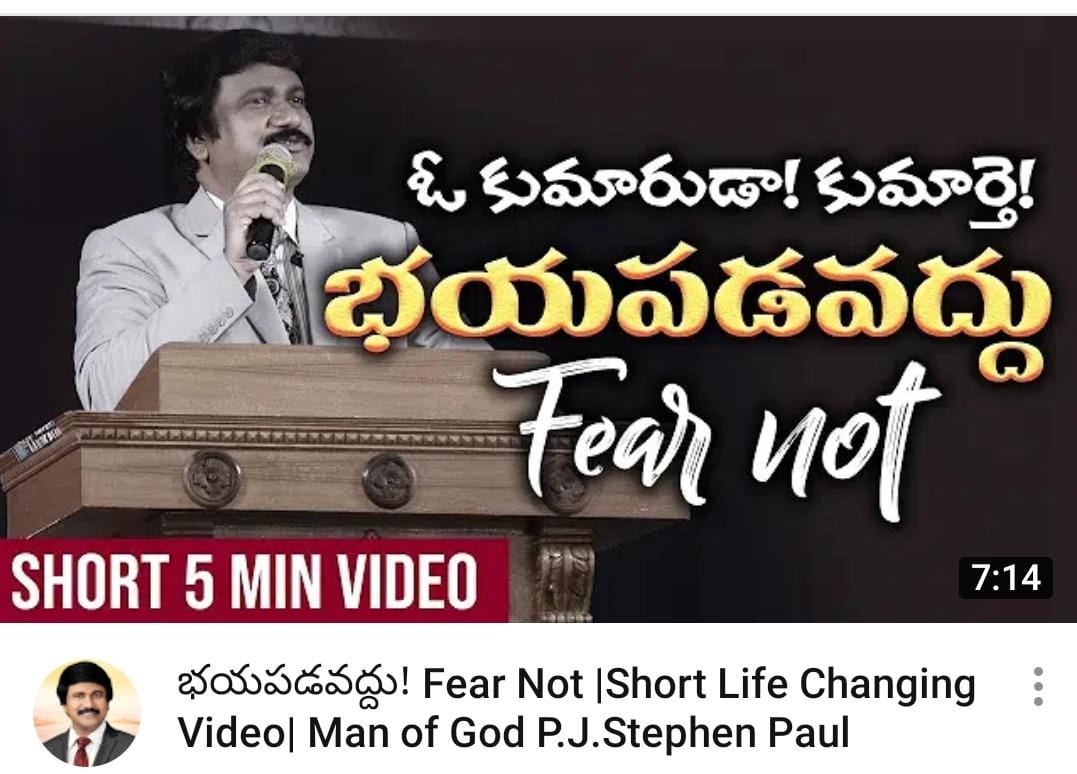 ఓ కుమారుడా! కుమార్తె!
భయపడవద్దు
Fear not
SHORT 5 MIN VIDEO
7:14
భయపడవద్దు! Fear Not |Short Life Changing
Video| Man of God P.J.Stephen Paul